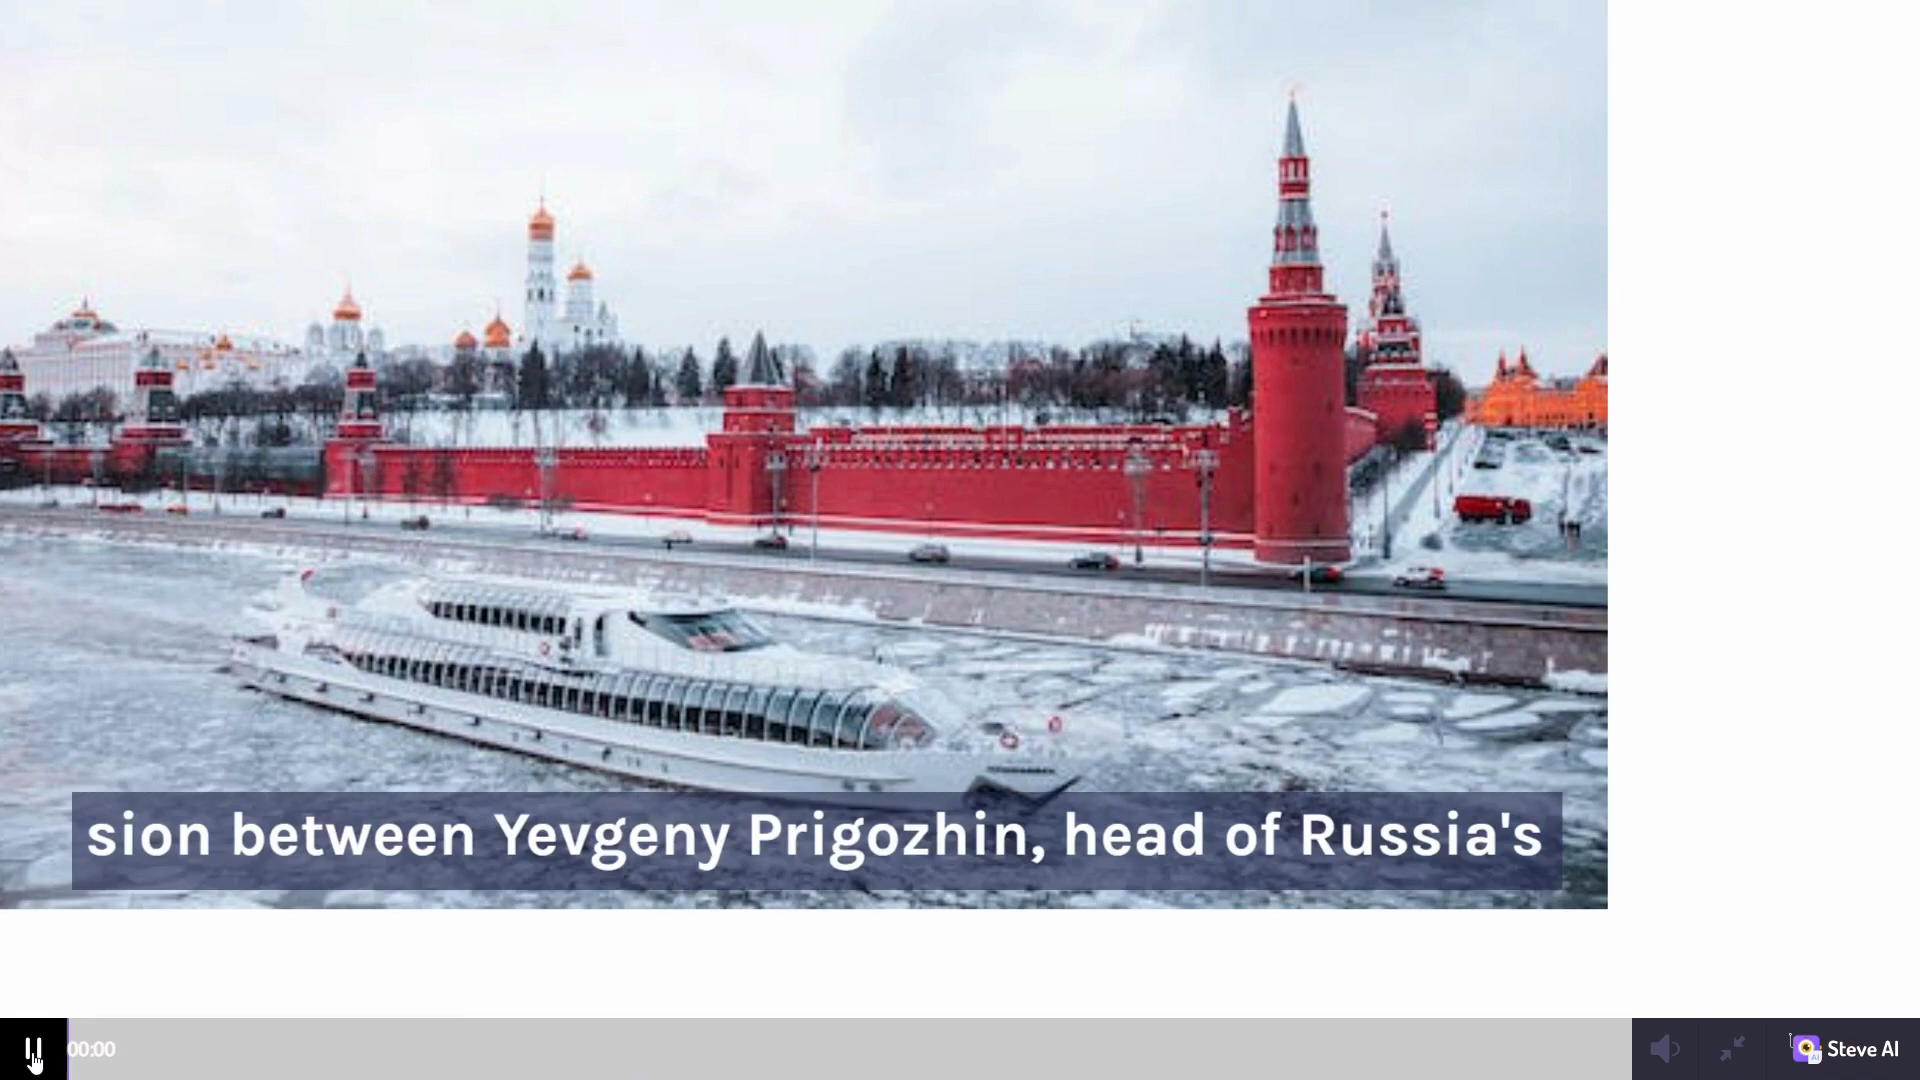 sion between Yevgeny Prigozhin, head of Russia's
00:00
Steve AI